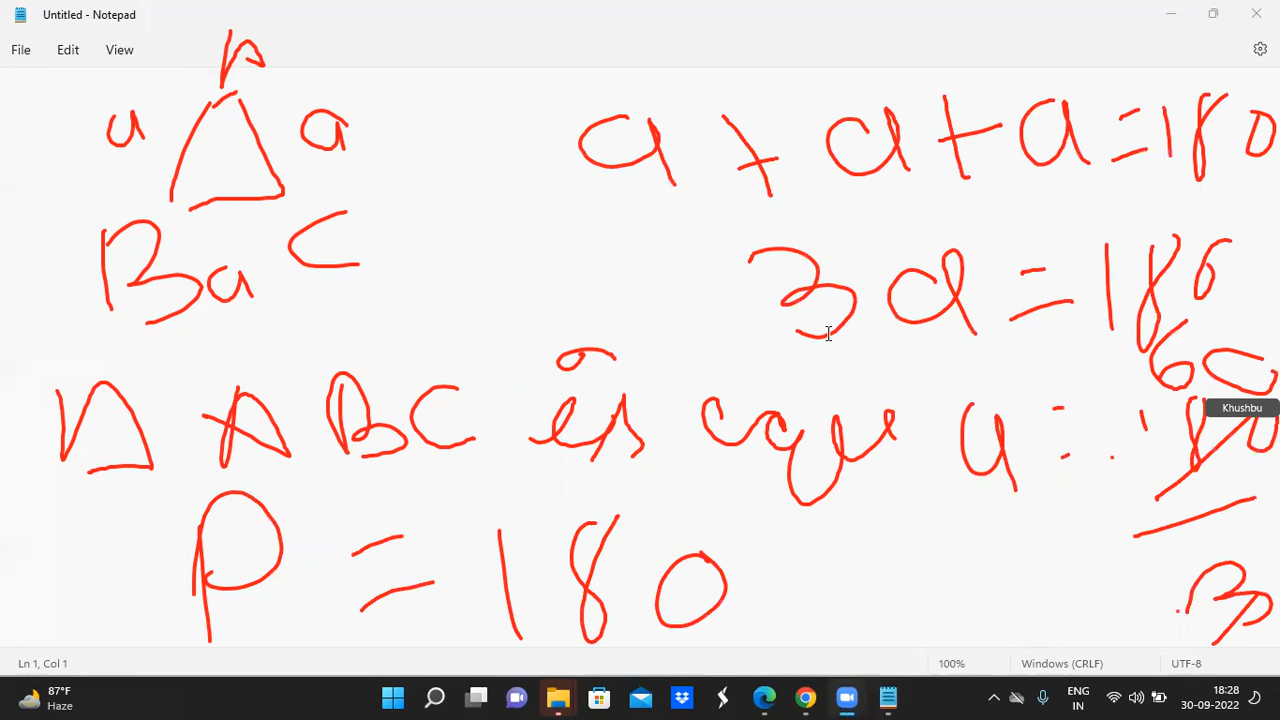 Untitled - Notepad
File Edit View
A
a a
B a C
a + a + a = 180
3a = 180
60
Khushbu
Δ ABC is eque a = 180
3
P = 180
Ln 1, Col 1 100% Windows (CRLF) UTF-8
87°F
Haze
ENG
IN
18:28
30-09-2022